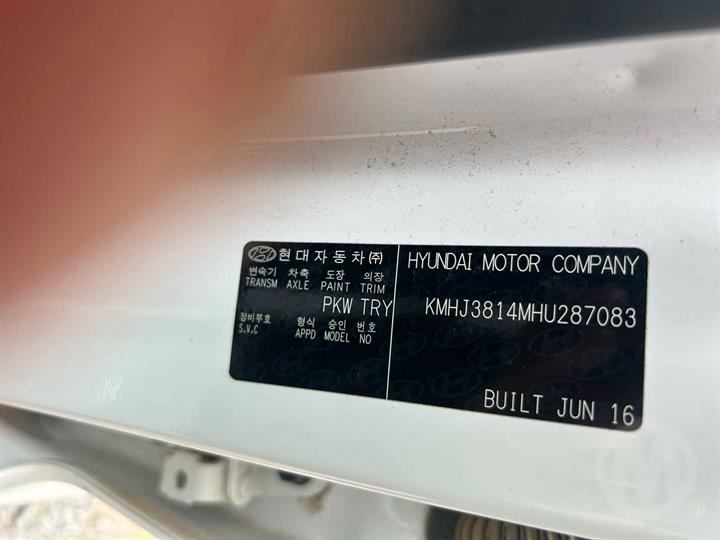 현대자동차㈜
변속기 차축 도장 의장
TRANSM AXLE PAINT TRIM
PKW TRY
정비부호 형식 승인 번호
S.V.C APPD MODEL NO
HYUNDAI MOTOR COMPANY
KMHJ3814MHU287083
BUILT JUN 16
M